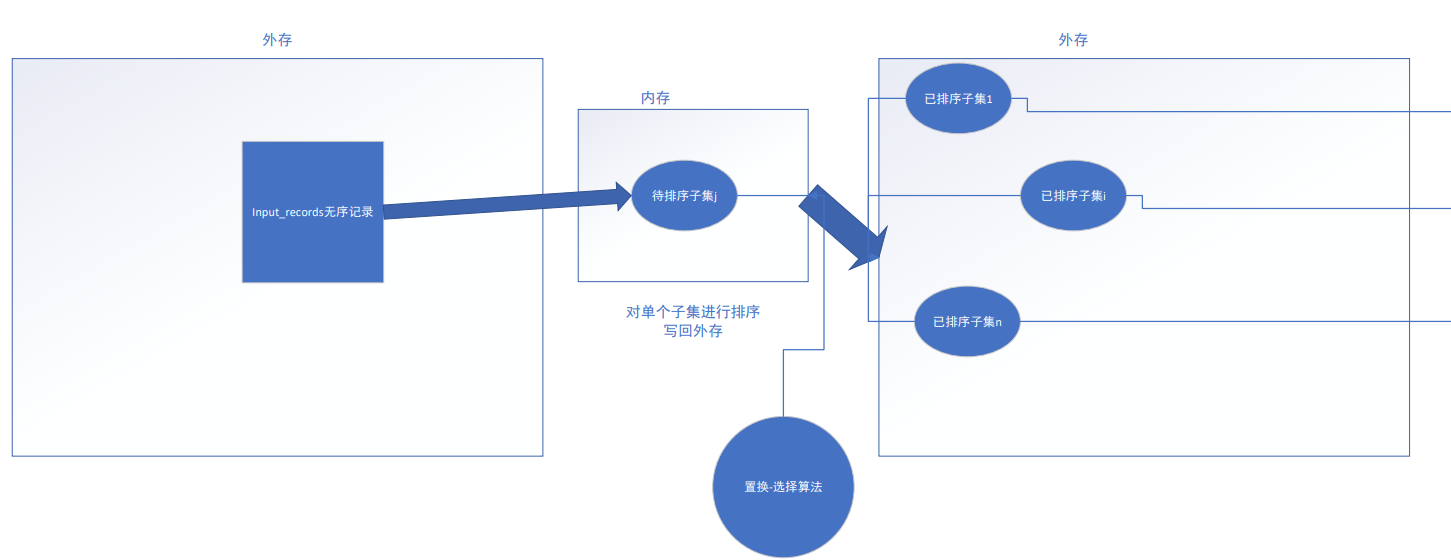 外存
Input_records无序记录
内存
待排序子集j
对单个子集进行排序
写回外存
置换-选择算法
外存
已排序子集1
已排序子集i
已排序子集n